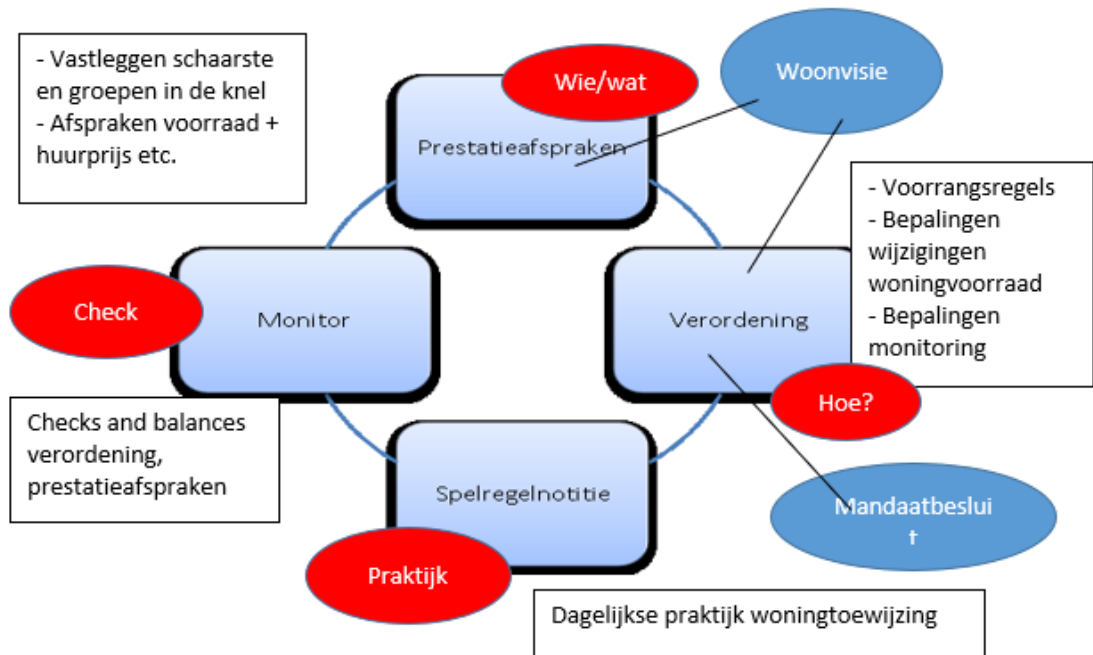 - Vastleggen schaarste
en groepen in de knel
- Afspraken voorraad +
huurprijs etc.
Wie/wat
Prestatieafspraken
Woonvisie
- Voorrangsregels
- Bepalingen
wijzigingen
woningvoorraad
- Bepalingen
monitoring
Check
Monitor
Verordening
Hoe?
Checks and balances
verordening,
prestatieafspraken
Spelregelnotitie
Mandaatbeslui
t
Praktijk
Dagelijkse praktijk woningtoewijzing